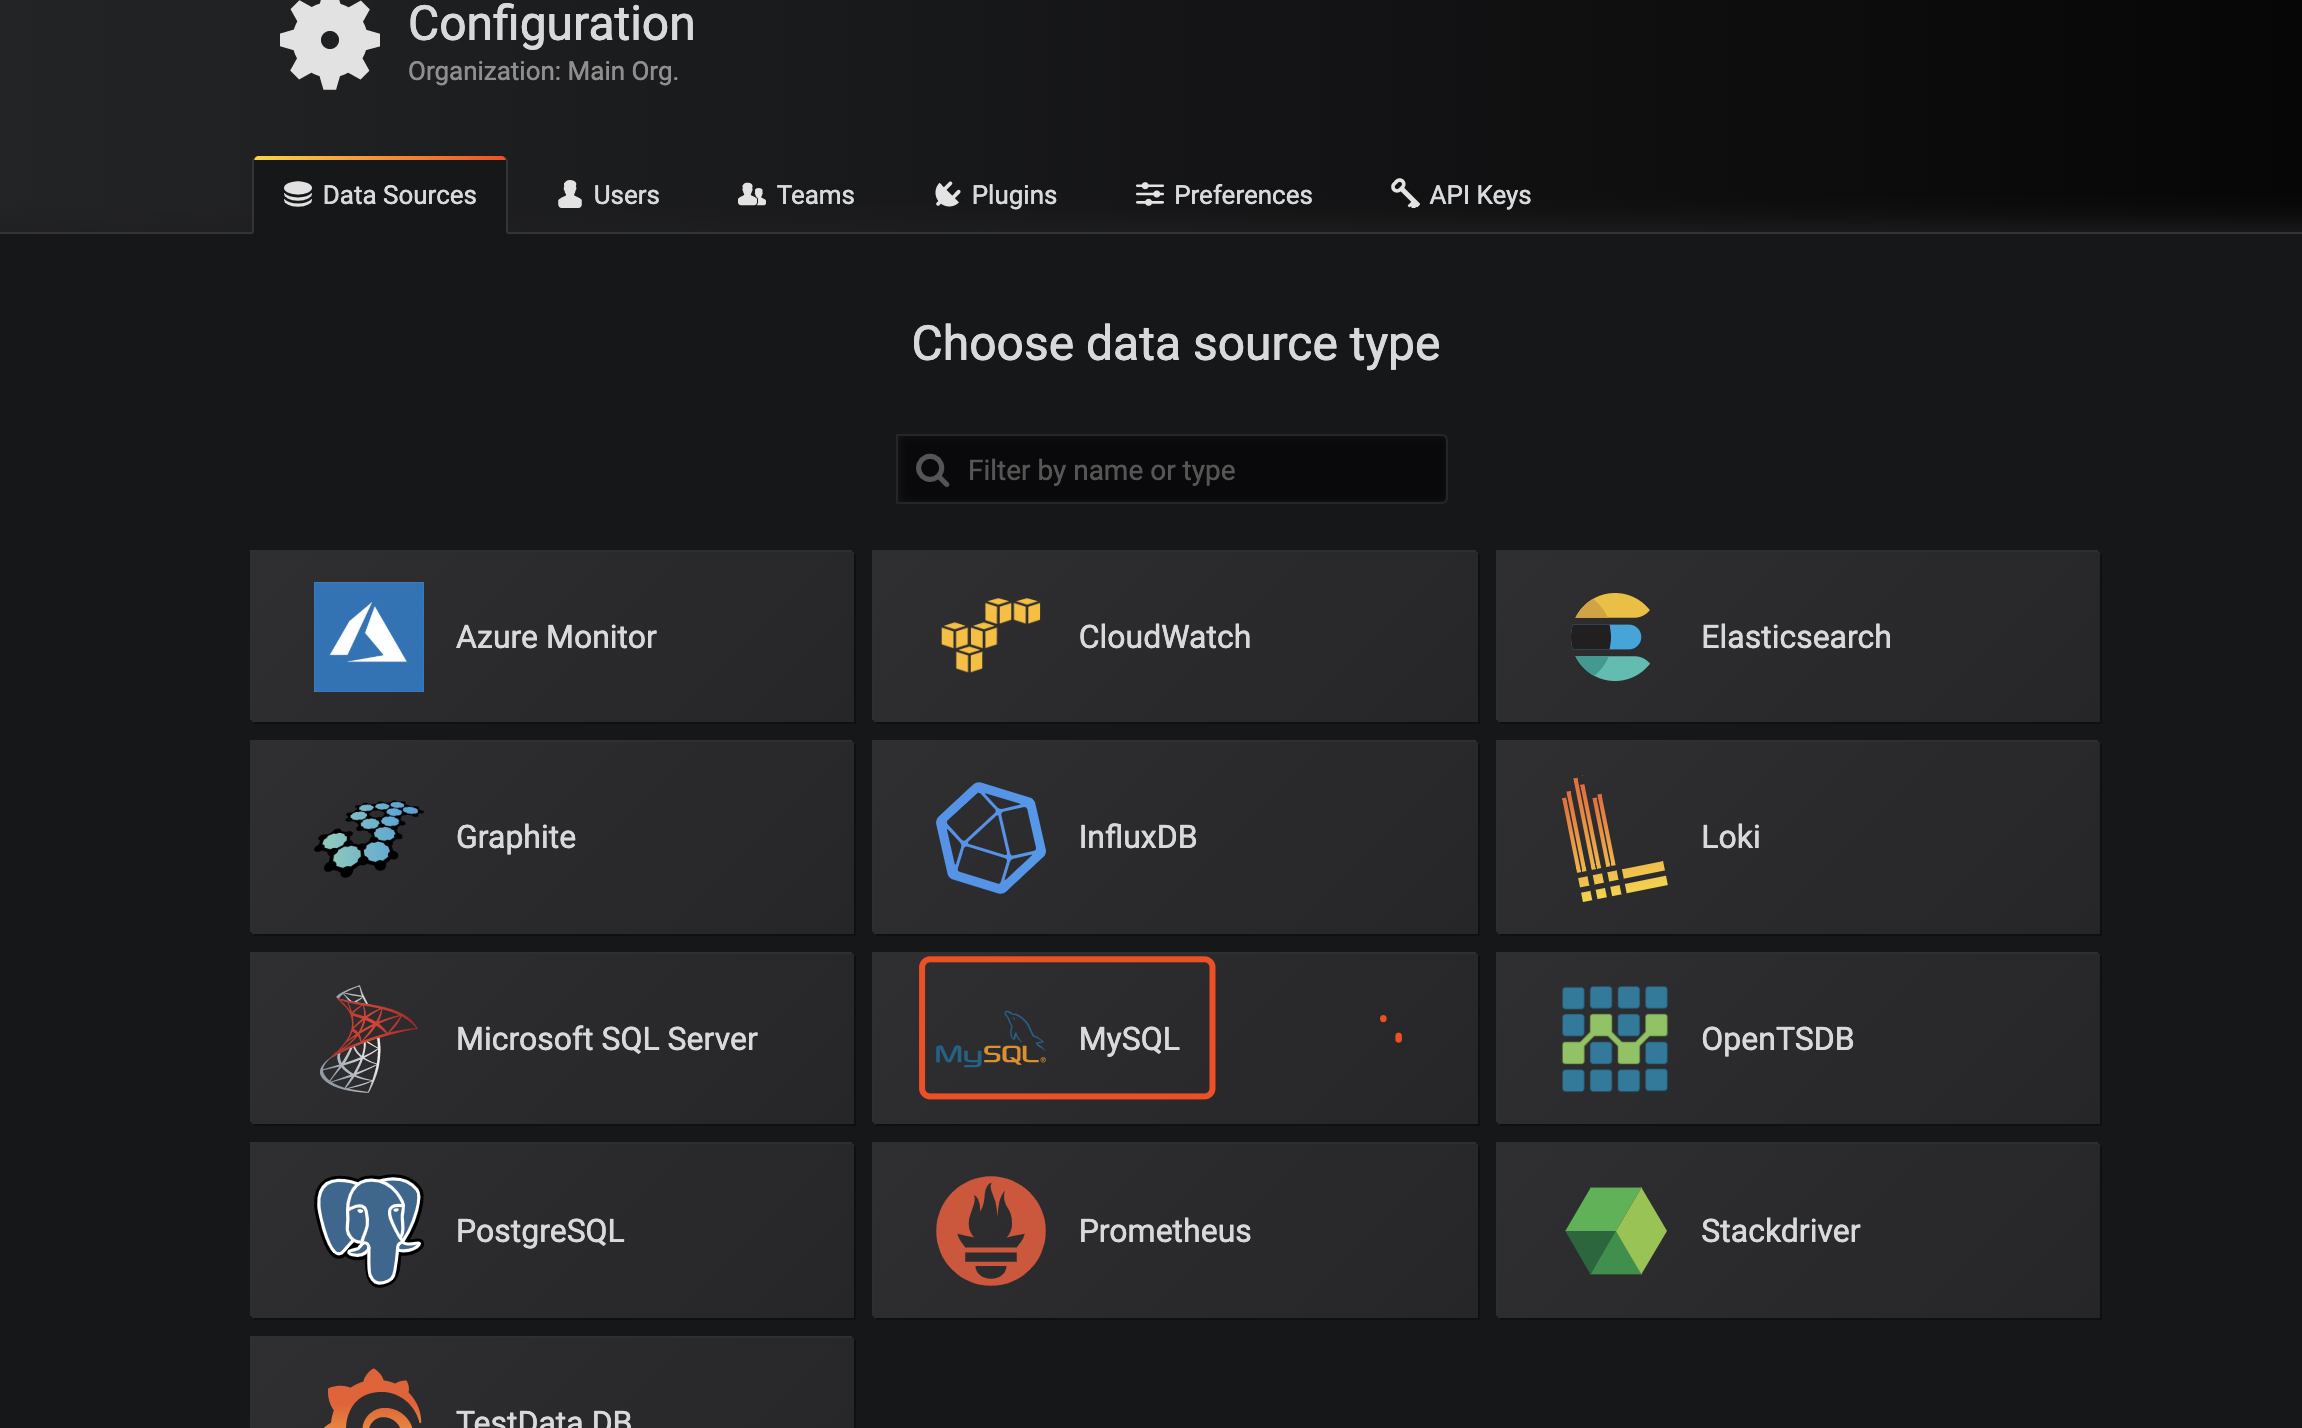 Configuration
Organization: Main Org.
Data Sources
Users
Teams
Plugins
Preferences
API Keys
Choose data source type
Filter by name or type
Azure Monitor
CloudWatch
Elasticsearch
Graphite
InfluxDB
Loki
Microsoft SQL Server
MySQL
MySQL
OpenTSDB
PostgreSQL
Prometheus
Stackdriver
TestData DB